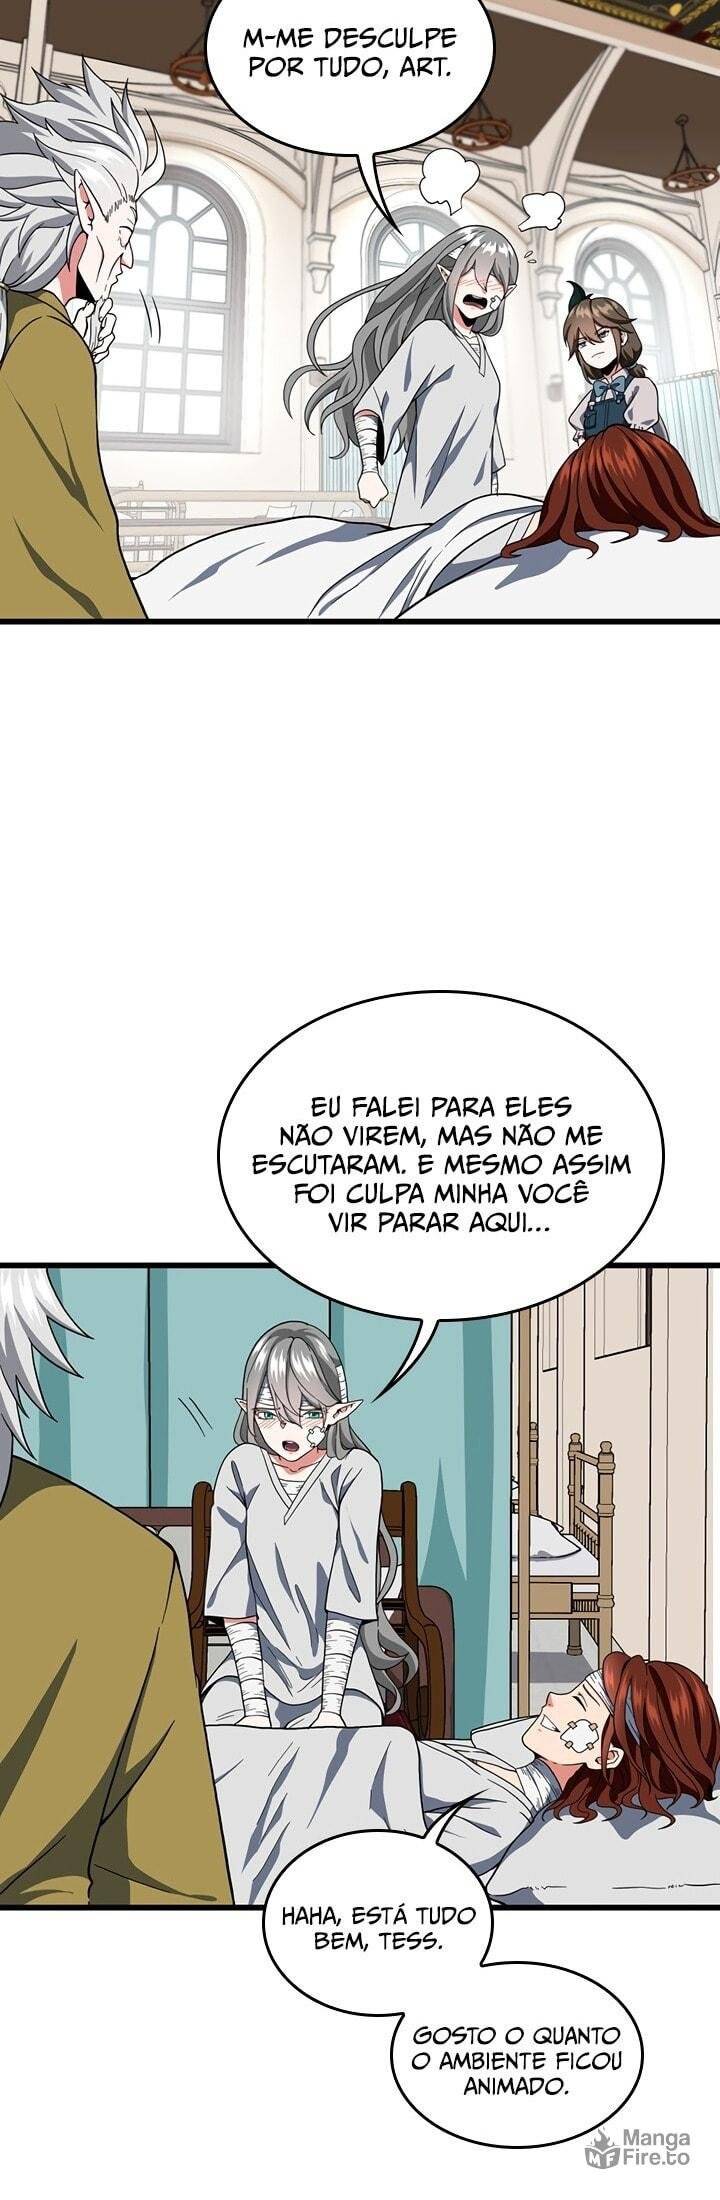 M-ME DESCULPE
POR TUDO, ART.
EU FALEI PARA ELES
NÃO VIREM, MAS NÃO ME
ESCUTARAM. E MESMO ASSIM
FOI CULPA MINHA VOCÊ
VIR PARAR AQUI...
HAHA, ESTÁ TUDO
BEM, TESS.
GOSTO O QUANTO
O AMBIENTE FICOU
ANIMADO.
Manga
MF Fire.to